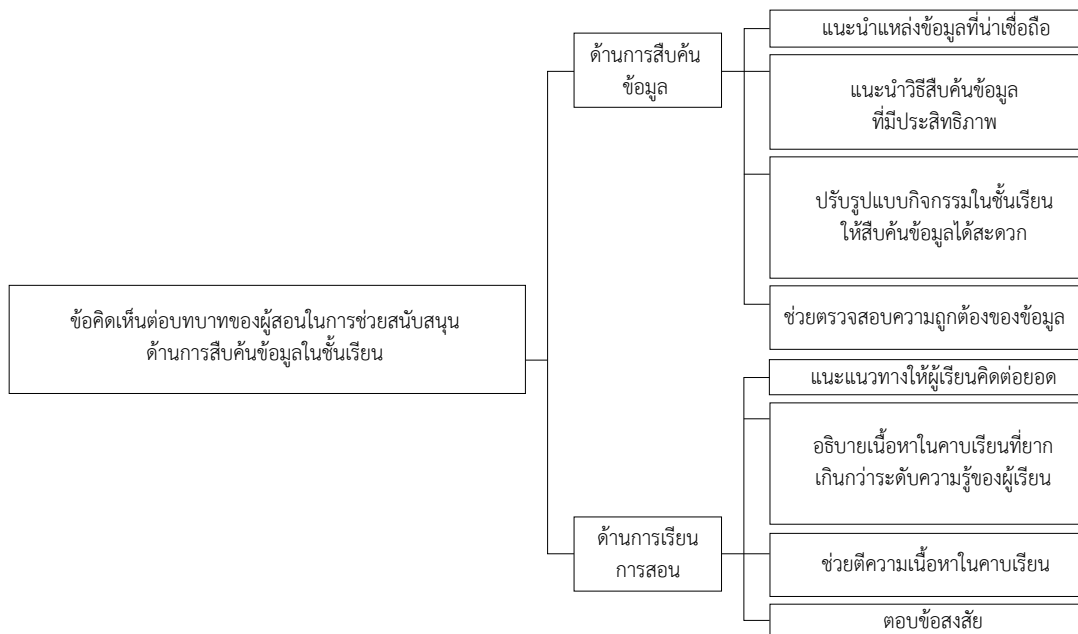 ข้อคิดเห็นต่อบทบาทของผู้สอนในการช่วยสนับสนุน
ด้านการสืบค้นข้อมูลในชั้นเรียน
ด้านการสืบค้น
ข้อมูล
แนะนำแหล่งข้อมูลที่น่าเชื่อถือ
แนะนำวิธีสืบค้นข้อมูล
ที่มีประสิทธิภาพ
ปรับรูปแบบกิจกรรมในชั้นเรียน
ให้สืบค้นข้อมูลได้สะดวก
ช่วยตรวจสอบความถูกต้องของข้อมูล
ด้านการเรียน
การสอน
แนะแนวทางให้ผู้เรียนคิดต่อยอด
อธิบายเนื้อหาในคาบเรียนที่ยาก
เกินกว่าระดับความรู้ของผู้เรียน
ช่วยตีความเนื้อหาในคาบเรียน
ตอบข้อสงสัย